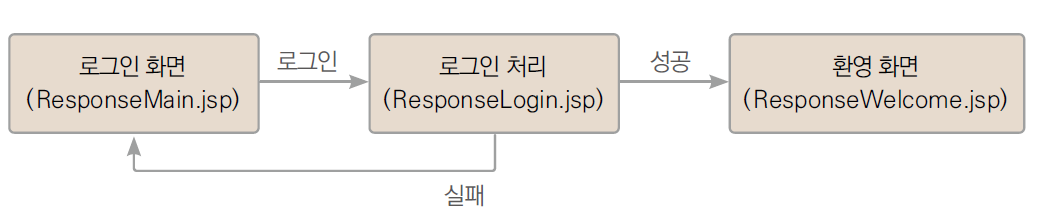 로그인 화면
(ResponseMain.jsp)
로그인
로그인 처리
(ResponseLogin.jsp)
성공
환영 화면
(ResponseWelcome.jsp)
실패